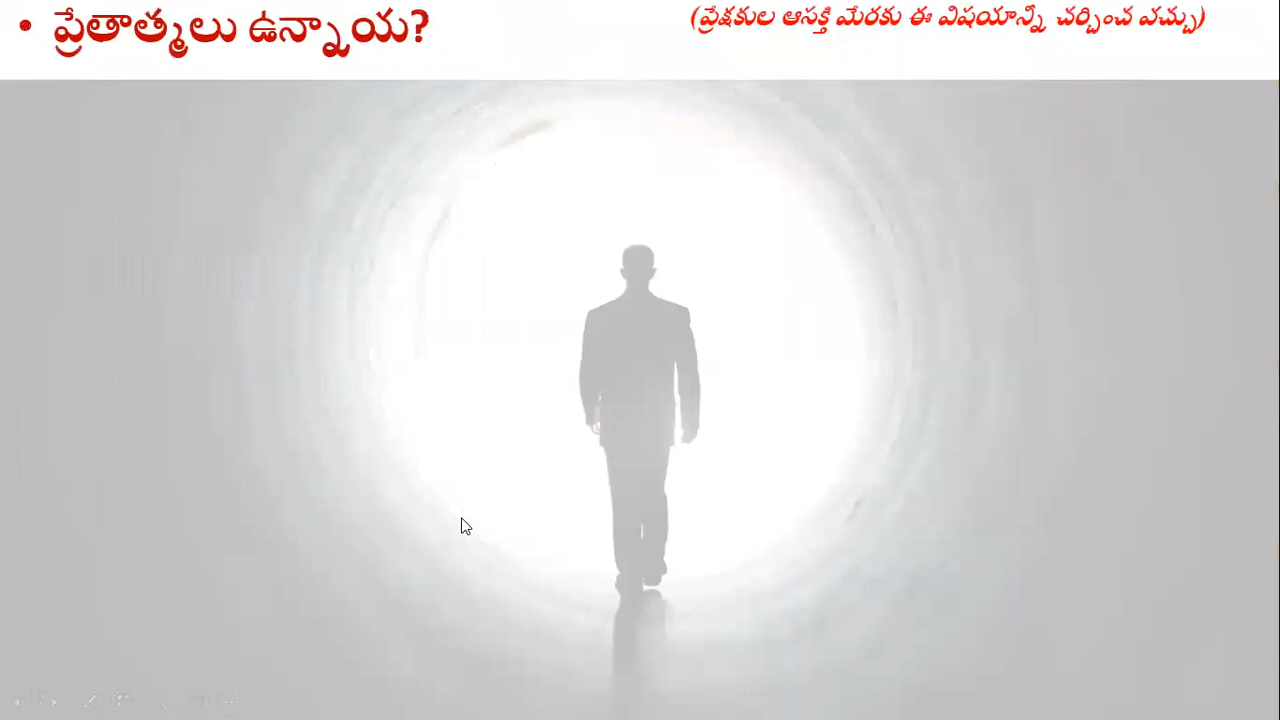 • ప్రేతాత్మలు ఉన్నాయ?
(ప్రేక్షకుల ఆసక్తి మేరకు ఈ విషయాన్ని చర్చించ వచ్చు)